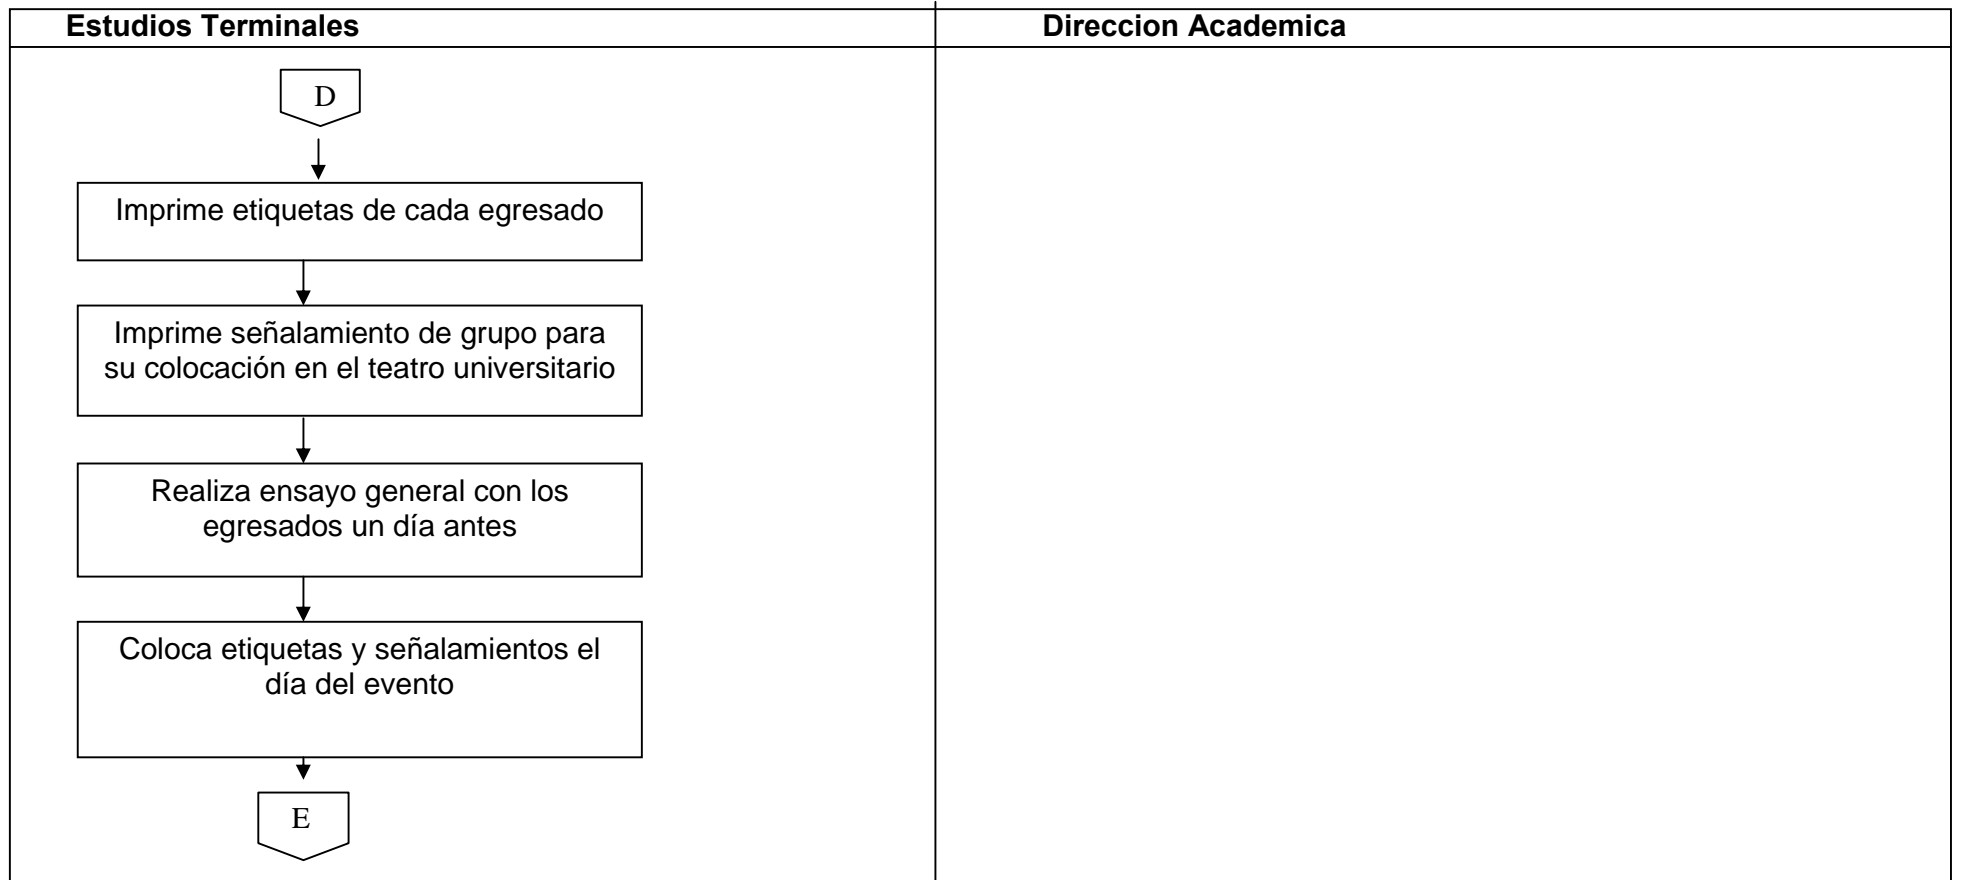 Estudios Terminales
Direccion Academica
D
Imprime etiquetas de cada egresado
Imprime señalamiento de grupo para
su colocación en el teatro universitario
Realiza ensayo general con los
egresados un día antes
Coloca etiquetas y señalamientos el
día del evento
E